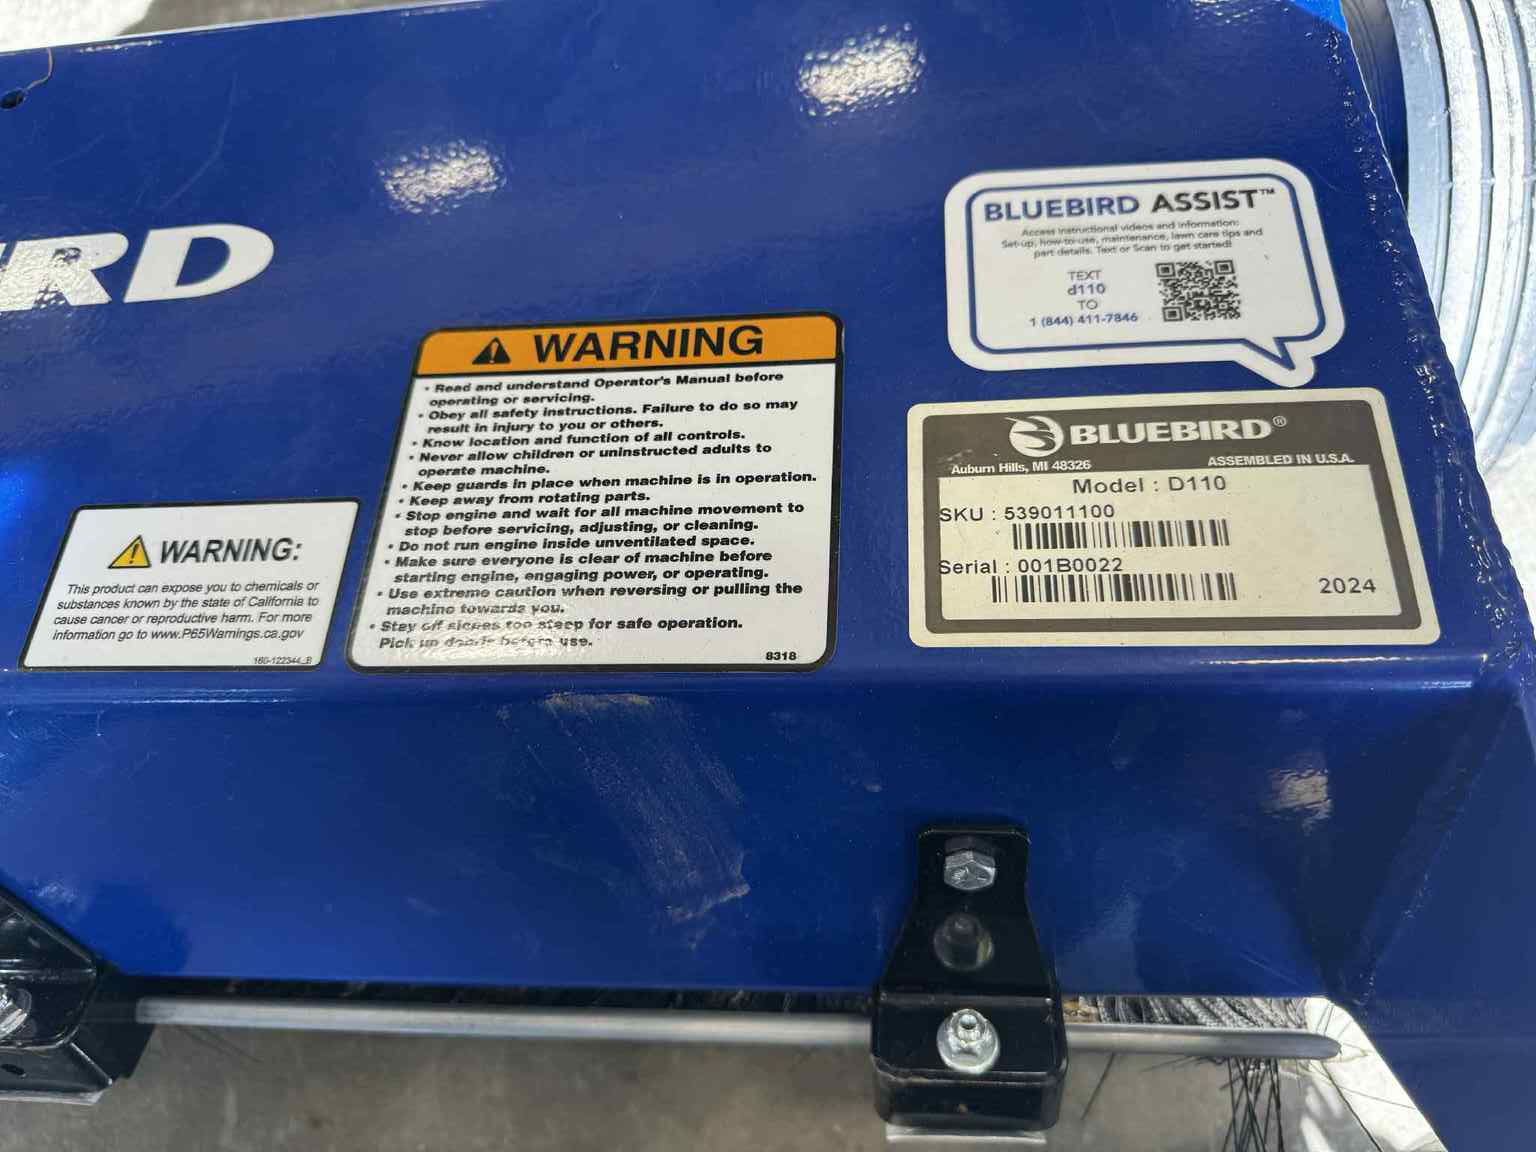 IRD
BLUEBIRD ASSIST™
Access instructional videos and information:
Set-up, how-to-use, maintenance, lawn care tips and
part details. Text or Scan to get started!
TEXT
d110
TO
1 (844) 411-7846
⚠ WARNING
• Read and understand Operator's Manual before
operating or servicing.
• Obey all safety instructions. Failure to do so may
result in injury to you or others.
• Know location and function of all controls.
• Never allow children or uninstructed adults to
operate machine.
• Keep guards in place when machine is in operation.
• Keep away from rotating parts.
• Stop engine and wait for all machine movement to
stop before servicing, adjusting, or cleaning.
• Do not run engine inside unventilated space.
• Make sure everyone is clear of machine before
starting engine, engaging power, or operating.
• Use extreme caution when reversing or pulling the
machine towards you.
• Stay off slopes too steep for safe operation.
Pick up debris before use.
8318
BLUEBIRD®
Auburn Hills, MI 48326
ASSEMBLED IN U.S.A.
Model : D110
SKU : 539011100
Serial : 001B0022
2024
⚠ WARNING:
This product can expose you to chemicals or
substances known by the state of California to
cause cancer or reproductive harm. For more
information go to www.P65Warnings.ca.gov
160-122344_B